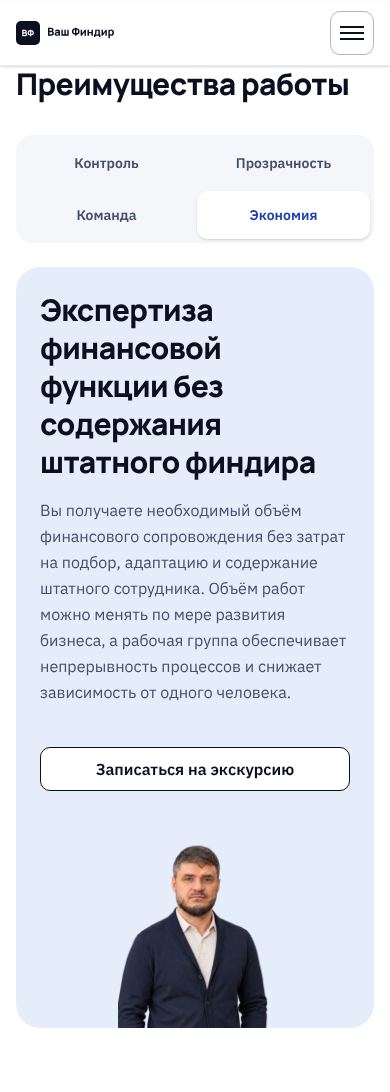 ВФ
Ваш Финдир
Преимущества работы
Контроль
Прозрачность
Команда
Экономия
Экспертиза
финансовой
функции без
содержания
штатного финдира
Вы получаете необходимый объём
финансового сопровождения без затрат
на подбор, адаптацию и содержание
штатного сотрудника. Объём работ
можно менять по мере развития
бизнеса, а рабочая группа обеспечивает
непрерывность процессов и снижает
зависимость от одного человека.
Записаться на экскурсию